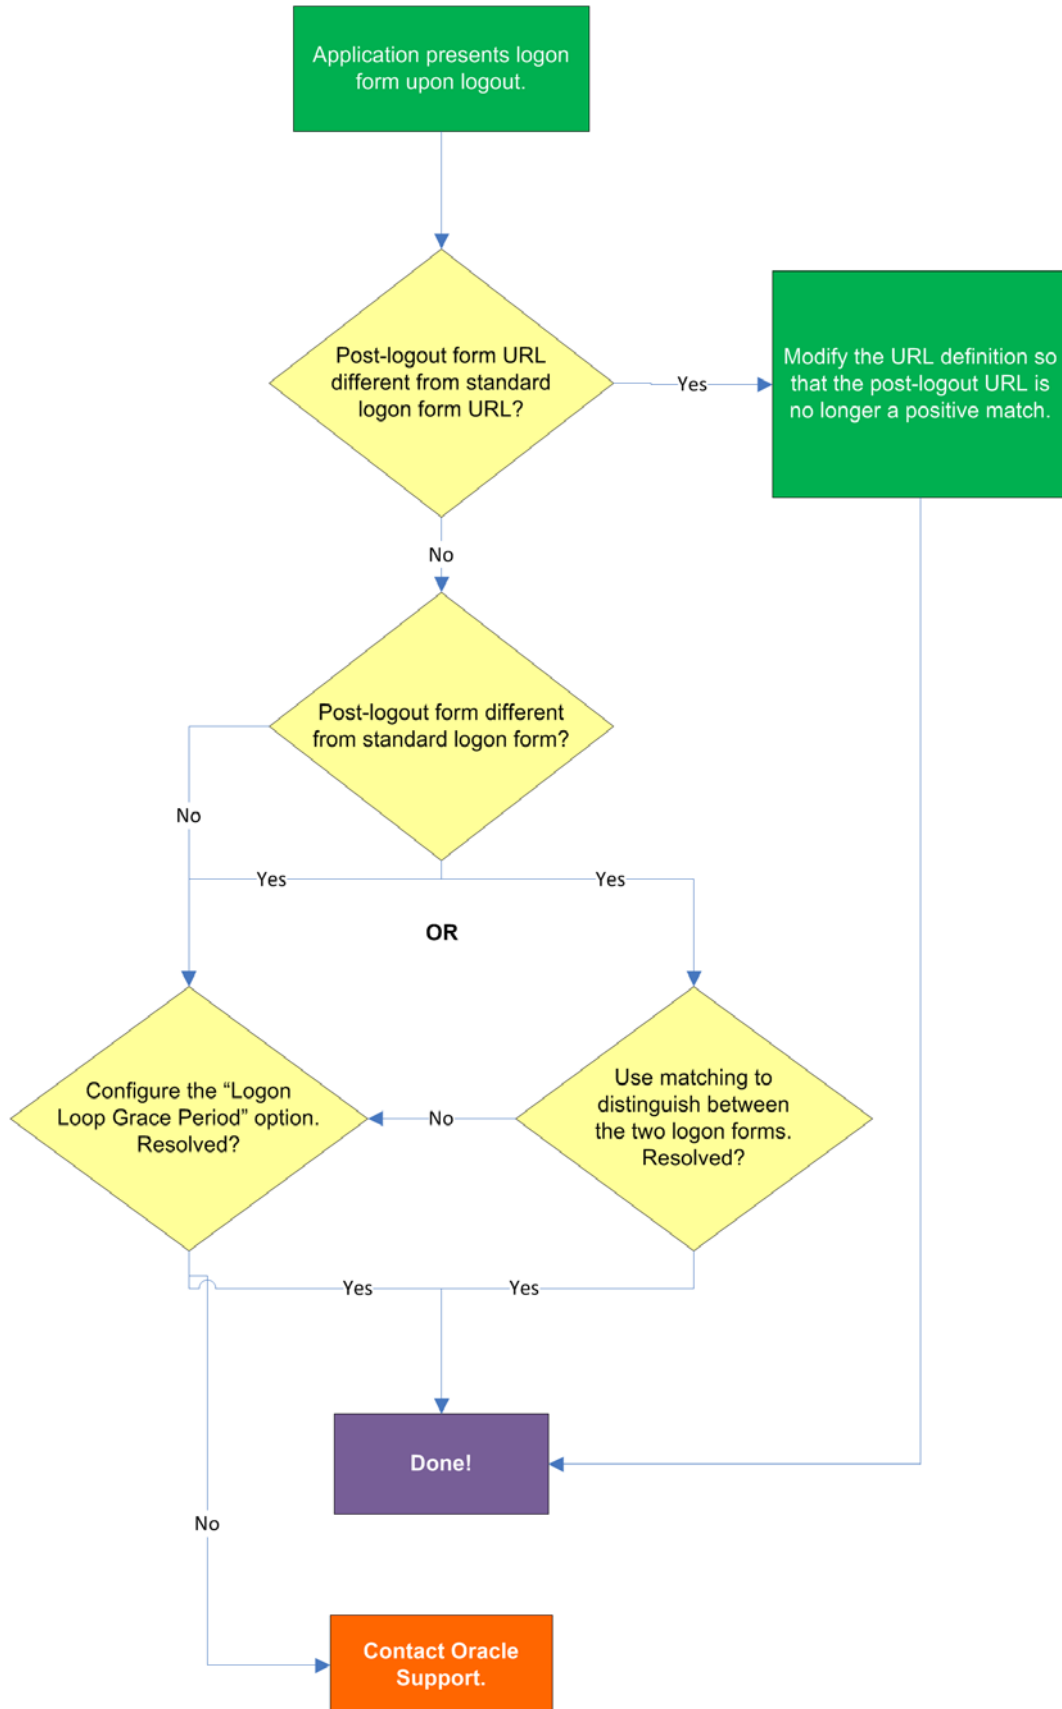 Application presents logon
form upon logout.
Post-logout form URL
different from standard
logon form URL?
Yes
Modify the URL definition so
that the post-logout URL is
no longer a positive match.
No
Post-logout form different
from standard logon form?
No
Yes
Yes
OR
Configure the “Logon
Loop Grace Period” option.
Resolved?
No
Use matching to
distinguish between
the two logon forms.
Resolved?
Yes
Yes
Done!
No
Contact Oracle
Support.